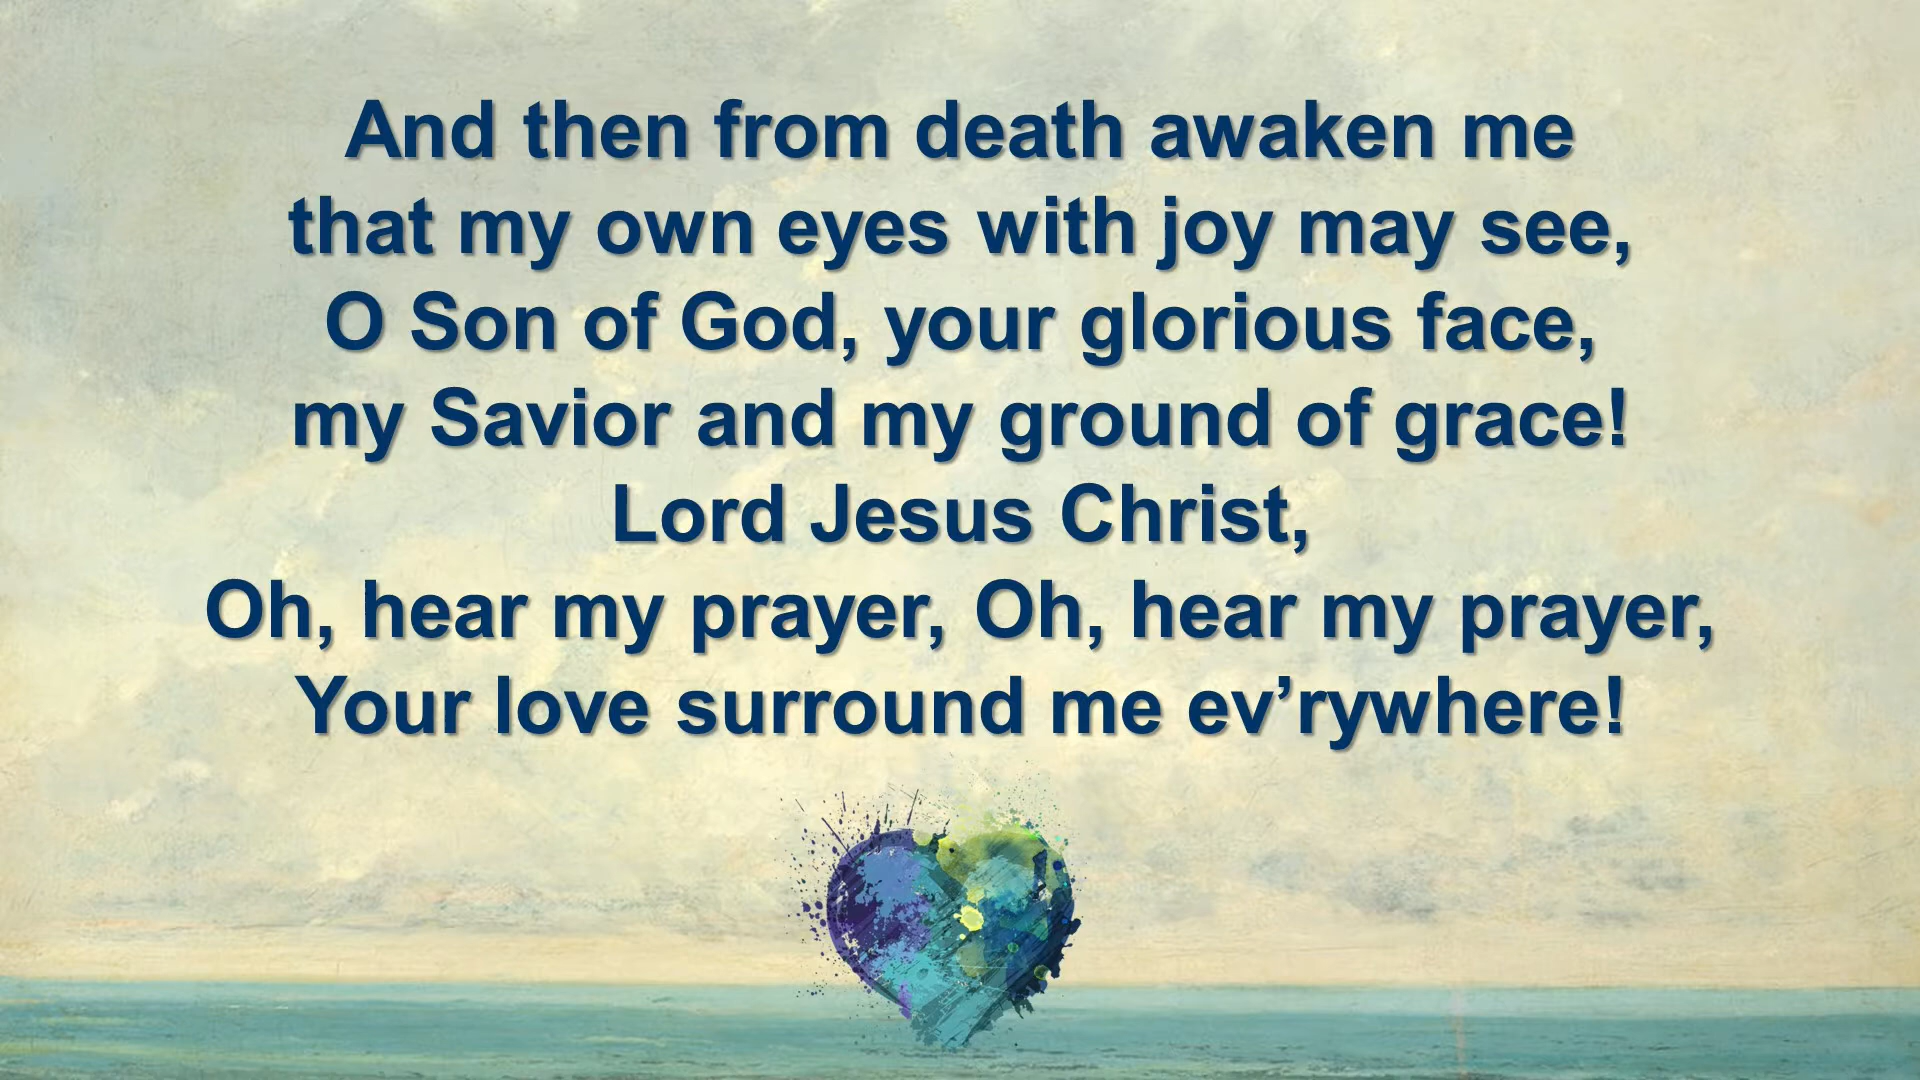 And then from death awaken me
that my own eyes with joy may see,
O Son of God, your glorious face,
my Savior and my ground of grace!
Lord Jesus Christ,
Oh, hear my prayer, Oh, hear my prayer,
Your love surround me ev’rywhere!